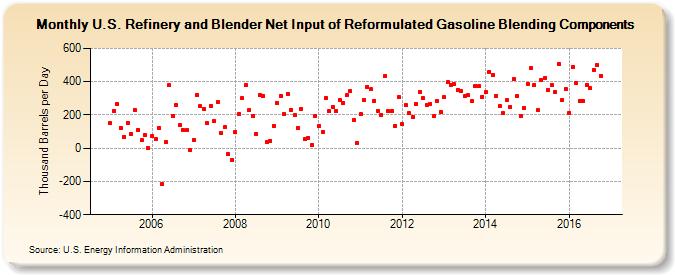 Monthly U.S. Refinery and Blender Net Input of Reformulated Gasoline Blending Components
Thousand Barrels per Day
600
400
200
0
-200
-400
2006 2008 2010 2012 2014 2016
Source: U.S. Energy Information Administration